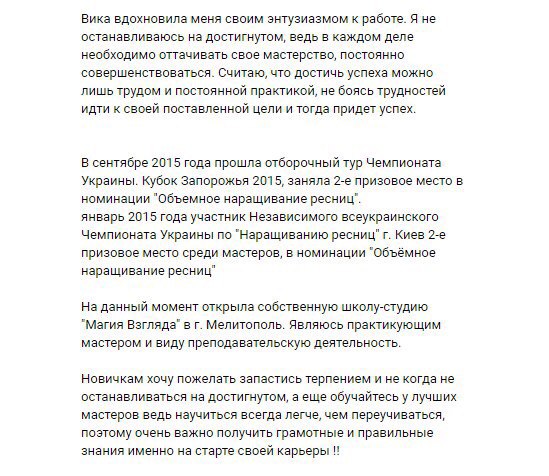 Вика вдохновила меня своим энтузиазмом к работе. Я не
останавливаюсь на достигнутом, ведь в каждом деле
необходимо оттачивать свое мастерство, постоянно
совершенствоваться. Считаю, что достичь успеха можно
лишь трудом и постоянной практикой, не боясь трудностей
идти к своей поставленной цели и тогда придет успех.
В сентябре 2015 года прошла отборочный тур Чемпионата
Украины. Кубок Запорожья 2015, заняла 2-е призовое место в
номинации "Объемное наращивание ресниц".
январь 2015 года участник Независимого всеукраинского
Чемпионата Украины по "Наращиванию ресниц" г. Киев 2-е
призовое место среди мастеров, в номинации "Объёмное
наращивание ресниц"
На данный момент открыла собственную школу-студию
"Магия Взгляда" в г. Мелитополь. Являюсь практикующим
мастером и виду преподавательскую деятельность.
Новичкам хочу пожелать запастись терпением и не когда не
останавливаться на достигнутом, а еще обучайтесь у лучших
мастеров ведь научиться всегда легче, чем переучиваться,
поэтому очень важно получить грамотные и правильные
знания именно на старте своей карьеры !!